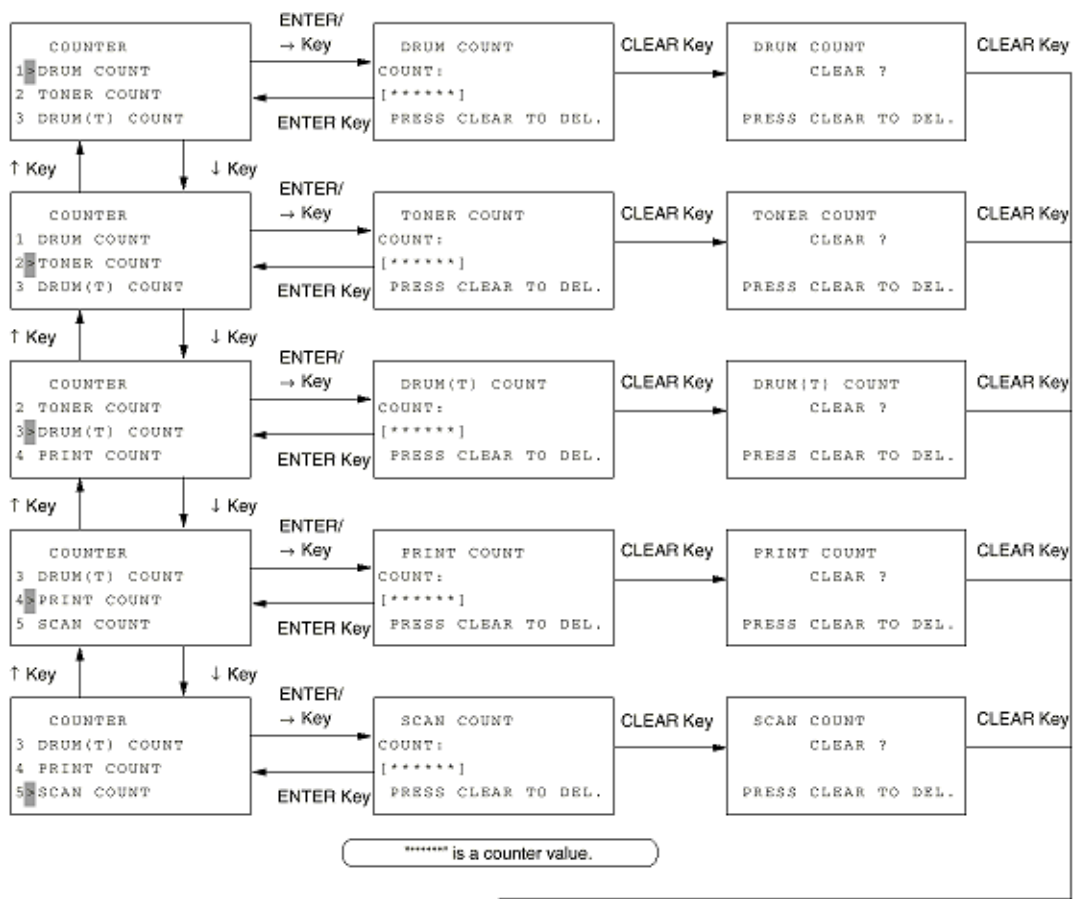 ENTER/
→ Key
CLEAR Key
CLEAR Key
ENTER Key
COUNTER
1>DRUM COUNT
2 TONER COUNT
3 DRUM(T) COUNT
DRUM COUNT
COUNT:
[******]
PRESS CLEAR TO DEL.
DRUM COUNT
CLEAR ?
PRESS CLEAR TO DEL.
↑ Key
↓ Key
ENTER/
→ Key
CLEAR Key
CLEAR Key
ENTER Key
COUNTER
1 DRUM COUNT
2>TONER COUNT
3 DRUM(T) COUNT
TONER COUNT
COUNT:
[******]
PRESS CLEAR TO DEL.
TONER COUNT
CLEAR ?
PRESS CLEAR TO DEL.
↑ Key
↓ Key
ENTER/
→ Key
CLEAR Key
CLEAR Key
ENTER Key
COUNTER
2 TONER COUNT
3>DRUM(T) COUNT
4 PRINT COUNT
DRUM(T) COUNT
COUNT:
[******]
PRESS CLEAR TO DEL.
DRUM(T) COUNT
CLEAR ?
PRESS CLEAR TO DEL.
↑ Key
↓ Key
ENTER/
→ Key
CLEAR Key
CLEAR Key
ENTER Key
COUNTER
3 DRUM(T) COUNT
4>PRINT COUNT
5 SCAN COUNT
PRINT COUNT
COUNT:
[******]
PRESS CLEAR TO DEL.
PRINT COUNT
CLEAR ?
PRESS CLEAR TO DEL.
↑ Key
↓ Key
ENTER/
→ Key
CLEAR Key
CLEAR Key
ENTER Key
COUNTER
3 DRUM(T) COUNT
4 PRINT COUNT
5>SCAN COUNT
SCAN COUNT
COUNT:
[******]
PRESS CLEAR TO DEL.
SCAN COUNT
CLEAR ?
PRESS CLEAR TO DEL.
"******" is a counter value.